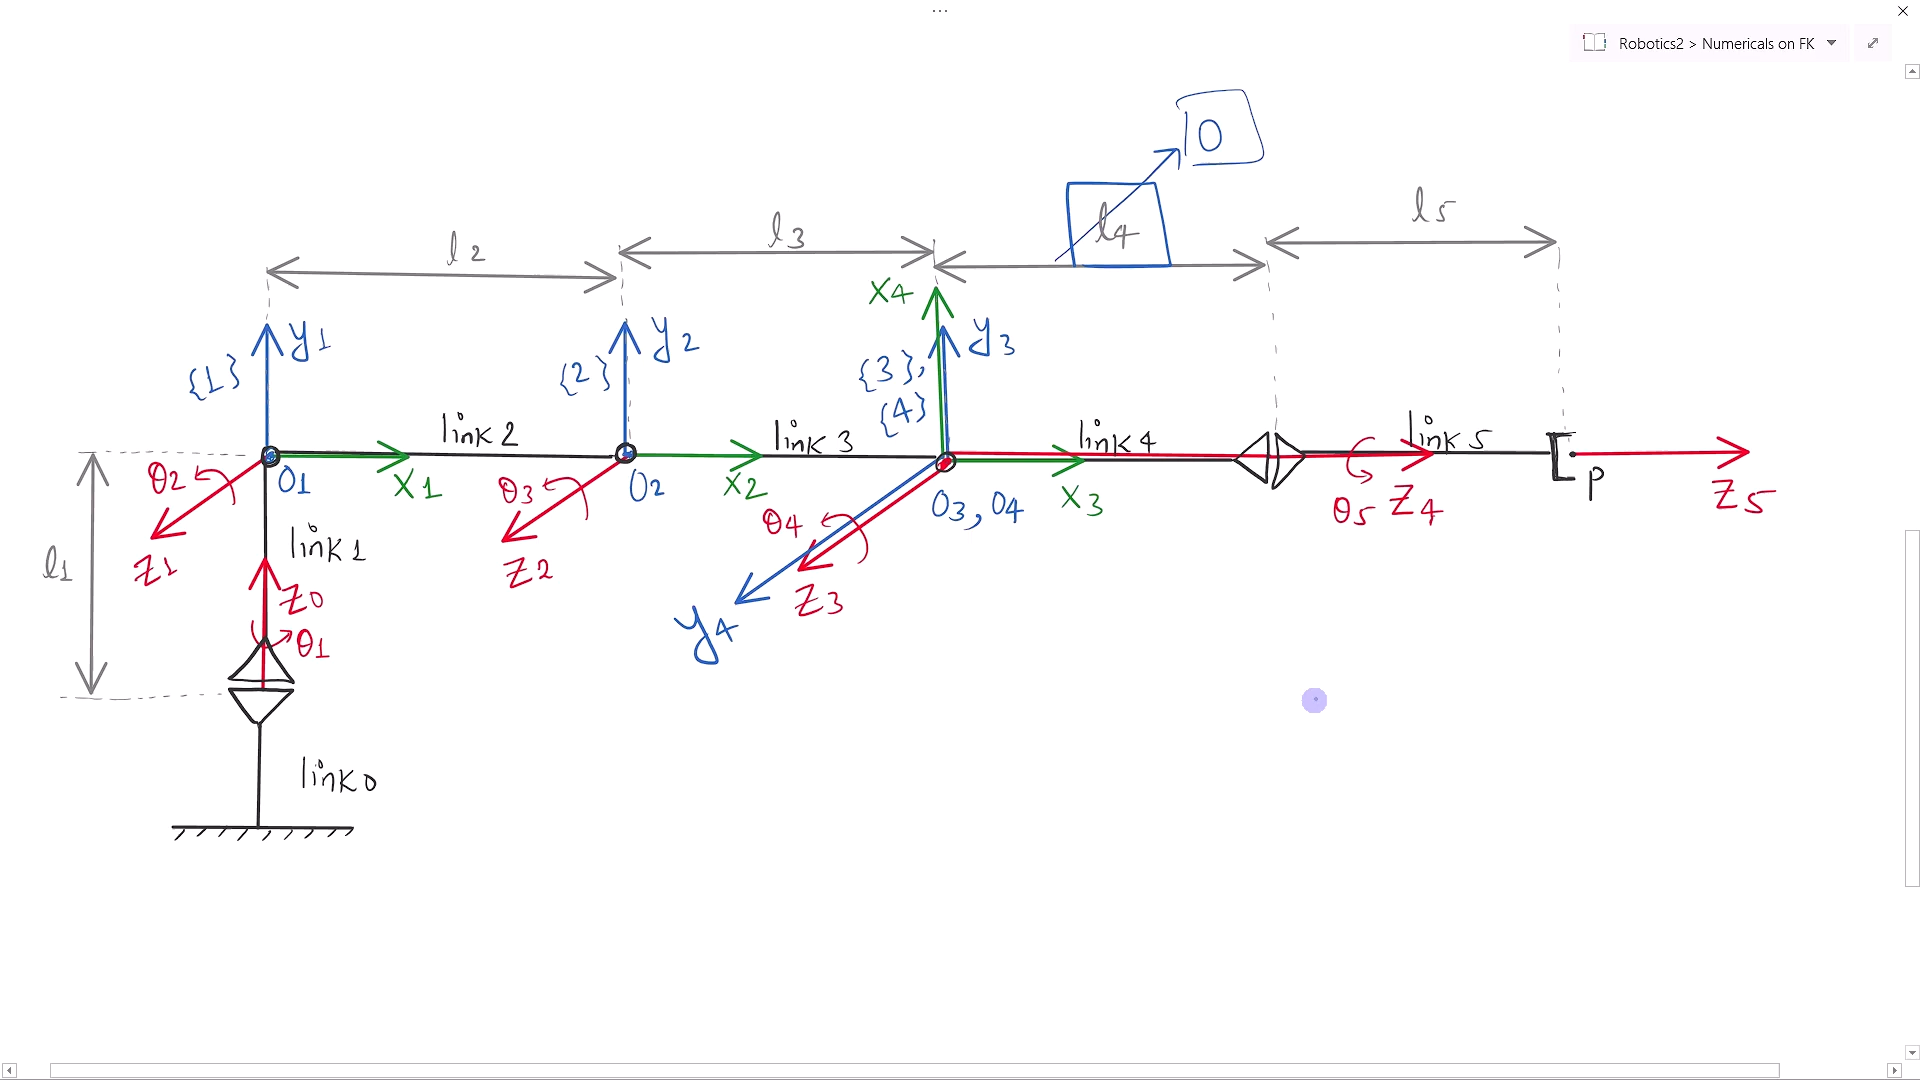 ...
Robotics2 > Numericals on FK
0
l4
l5
l3
l2
x4
y1
y2
y3
{1}
{2}
{3},
{4}
link 2
link 3
link 4
link 5
θ2
O1
x1
θ3
O2
x2
θ4
O3, O4
x3
θ5
z4
p
z5
l1
link 1
z1
z2
z3
z0
y4
θ1
link 0